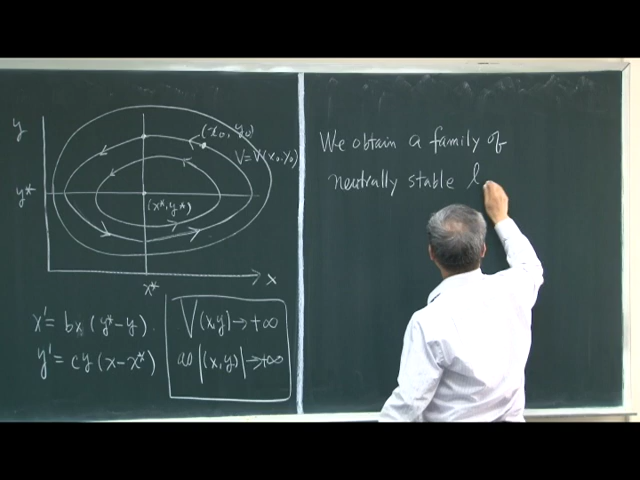 y
(x₀, y₀)
V=V(x₀,y₀)
y*
(x*,y*)
x*
x
x' = bx (y*-y)
y' = cy (x-x*)
V(x,y)→+∞
as |(x,y)|→+∞
We obtain a family of
neutrally stable l